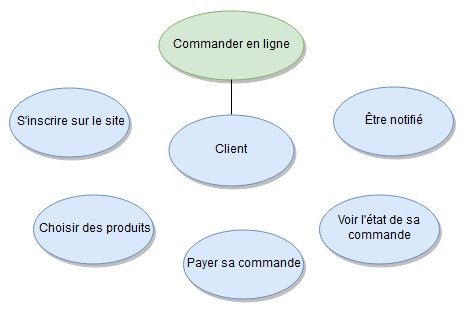 Commander en ligne
S'inscrire sur le site
Client
Être notifié
Choisir des produits
Payer sa commande
Voir l'état de sa
commande